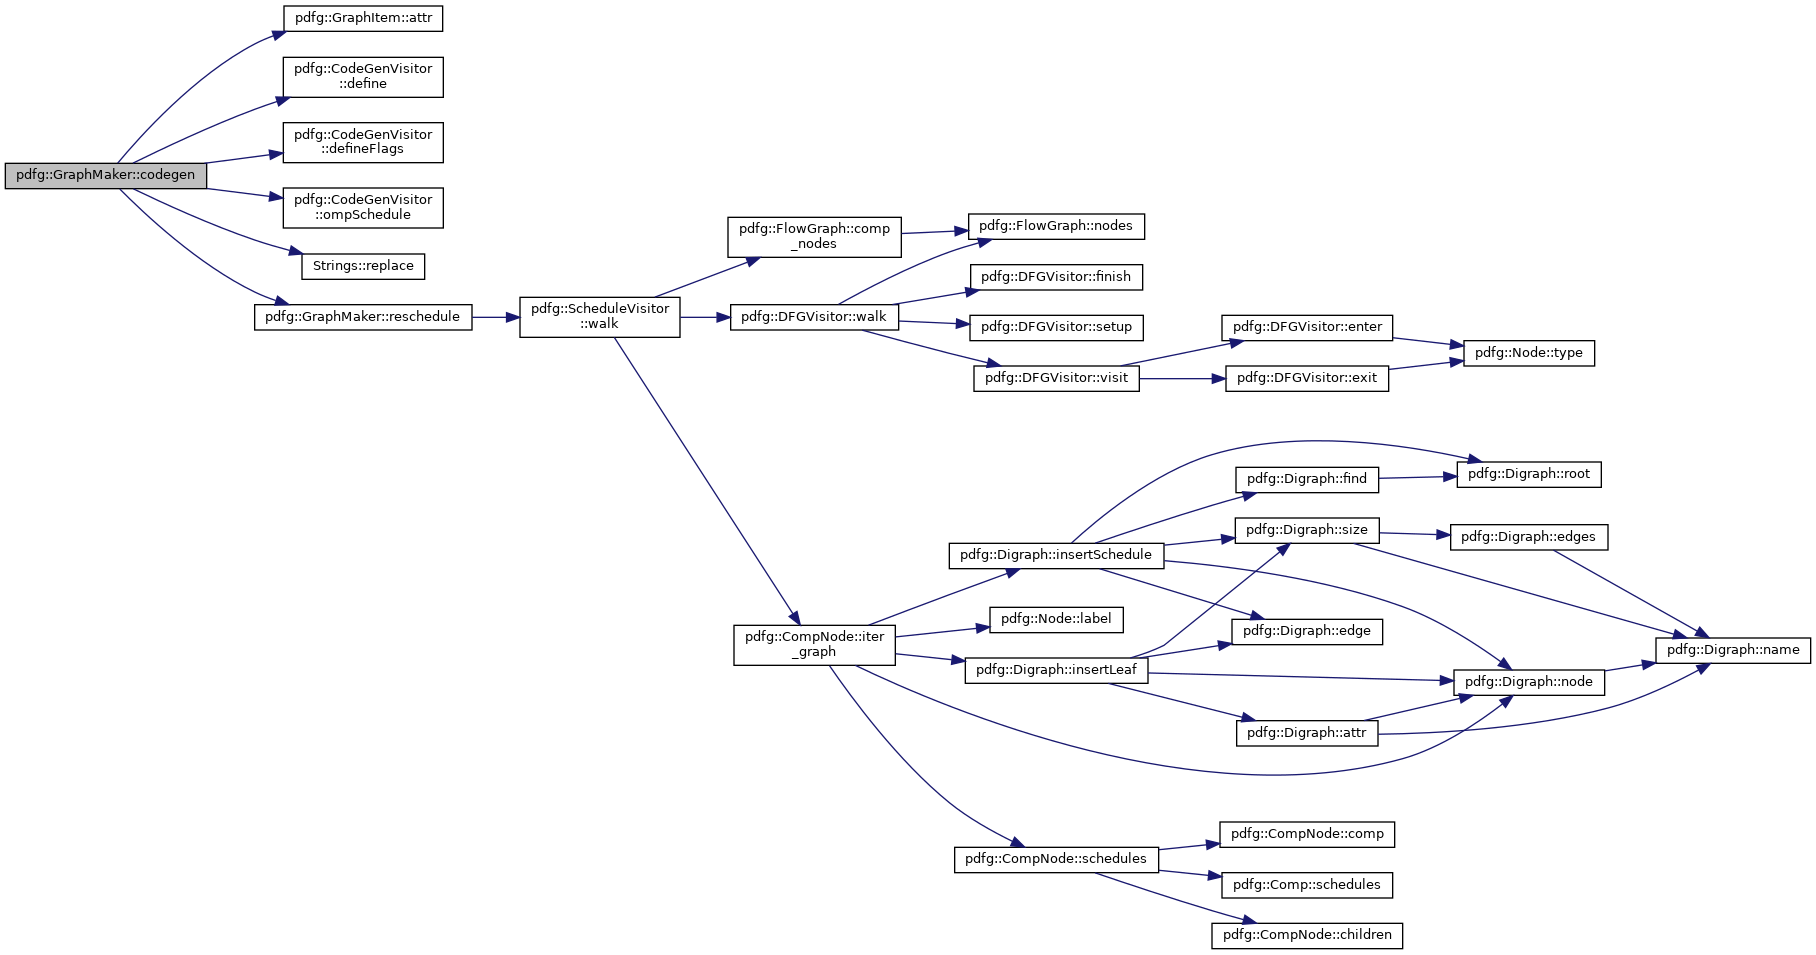 pdfg::GraphMaker::codegen
pdfg::GraphItem::attr
pdfg::CodeGenVisitor
::define
pdfg::CodeGenVisitor
::defineFlags
pdfg::CodeGenVisitor
::ompSchedule
Strings::replace
pdfg::GraphMaker::reschedule
pdfg::ScheduleVisitor
::walk
pdfg::FlowGraph::comp
_nodes
pdfg::FlowGraph::nodes
pdfg::DFGVisitor::walk
pdfg::DFGVisitor::finish
pdfg::DFGVisitor::setup
pdfg::DFGVisitor::visit
pdfg::DFGVisitor::enter
pdfg::DFGVisitor::exit
pdfg::Node::type
pdfg::CompNode::iter
_graph
pdfg::Digraph::insertSchedule
pdfg::Node::label
pdfg::Digraph::insertLeaf
pdfg::Digraph::find
pdfg::Digraph::root
pdfg::Digraph::size
pdfg::Digraph::edges
pdfg::Digraph::edge
pdfg::Digraph::name
pdfg::Digraph::node
pdfg::Digraph::attr
pdfg::CompNode::schedules
pdfg::CompNode::comp
pdfg::Comp::schedules
pdfg::CompNode::children